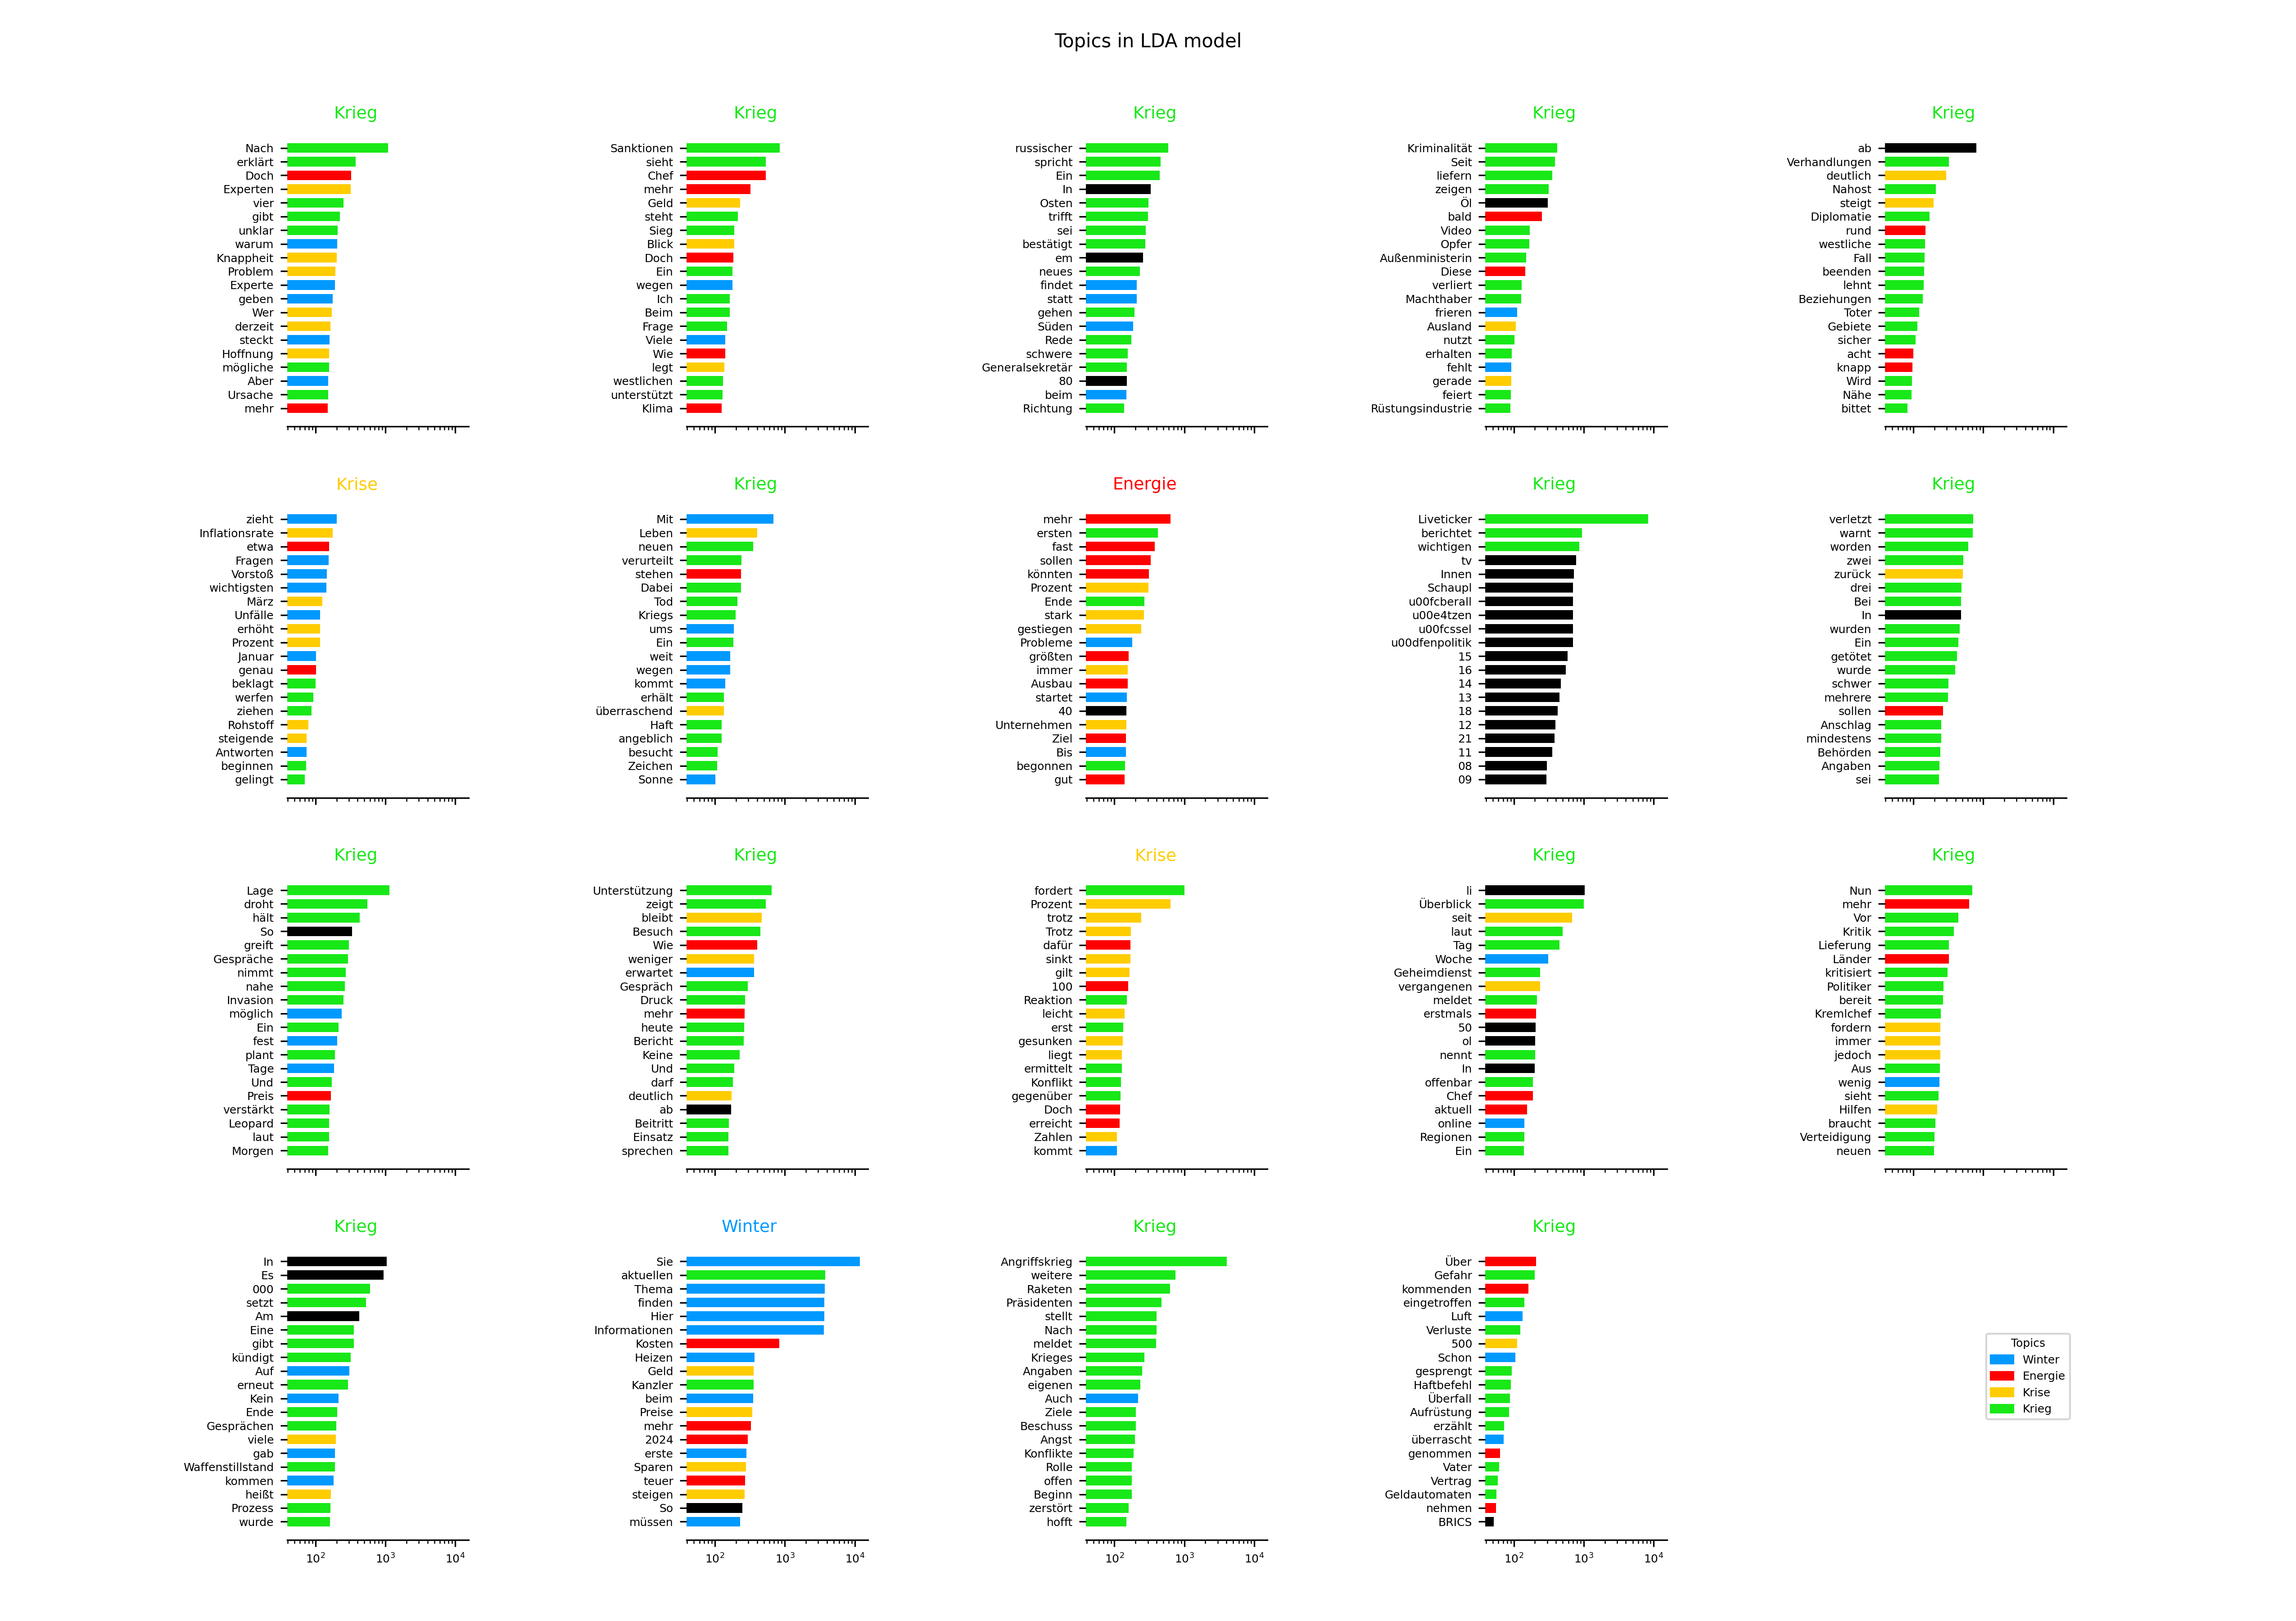 Topics in LDA model
Krieg
Nach
erklärt
Doch
Experten
vier
gibt
unklar
warum
Knappheit
Problem
Experte
geben
Wer
derzeit
steckt
Hoffnung
mögliche
Aber
Ursache
mehr
Krieg
Sanktionen
sieht
Chef
mehr
Geld
steht
Sieg
Blick
Doch
Ein
wegen
Ich
Beim
Frage
Viele
Wie
legt
westlichen
unterstützt
Klima
Krieg
russischer
spricht
Ein
In
Osten
trifft
sei
bestätigt
em
neues
findet
statt
gehen
Süden
Rede
schwere
Generalsekretär
80
beim
Richtung
Krieg
Kriminalität
Seit
liefern
zeigen
Öl
bald
Video
Opfer
Außenministerin
Diese
verliert
Machthaber
frieren
Ausland
nutzt
erhalten
fehlt
gerade
feiert
Rüstungsindustrie
Krieg
ab
Verhandlungen
deutlich
Nahost
steigt
Diplomatie
rund
westliche
Fall
beenden
lehnt
Beziehungen
Toter
Gebiete
sicher
acht
knapp
Wird
Nähe
bittet
Krise
zieht
Inflationsrate
etwa
Fragen
Vorstoß
wichtigsten
März
Unfälle
erhöht
Prozent
Januar
genau
beklagt
werfen
ziehen
Rohstoff
steigende
Antworten
beginnen
gelingt
Krieg
Mit
Leben
neuen
verurteilt
stehen
Dabei
Tod
Kriegs
ums
Ein
weit
wegen
kommt
erhält
überraschend
Haft
angeblich
besucht
Zeichen
Sonne
Energie
mehr
ersten
fast
sollen
könnten
Prozent
Ende
stark
gestiegen
Probleme
größten
immer
Ausbau
startet
40
Unternehmen
Ziel
Bis
begonnen
gut
Krieg
Liveticker
berichtet
wichtigen
tv
Innen
Schaupl
u00fcberall
u00e4tzen
u00fcssel
u00dfenpolitik
15
16
14
13
18
12
21
11
08
09
Krieg
verletzt
warnt
worden
zwei
zurück
drei
Bei
In
wurden
Ein
getötet
wurde
schwer
mehrere
sollen
Anschlag
mindestens
Behörden
Angaben
sei
Krieg
Lage
droht
hält
So
greift
Gespräche
nimmt
nahe
Invasion
möglich
Ein
fest
plant
Tage
Und
Preis
verstärkt
Leopard
laut
Morgen
Krieg
Unterstützung
zeigt
bleibt
Besuch
Wie
weniger
erwartet
Gespräch
Druck
mehr
heute
Bericht
Keine
Und
darf
deutlich
ab
Beitritt
Einsatz
sprechen
Krise
fordert
Prozent
trotz
Trotz
dafür
sinkt
gilt
100
Reaktion
leicht
erst
gesunken
liegt
ermittelt
Konflikt
gegenüber
Doch
erreicht
Zahlen
kommt
Krieg
li
Überblick
seit
laut
Tag
Woche
Geheimdienst
vergangenen
meldet
erstmals
50
ol
nennt
In
offenbar
Chef
aktuell
online
Regionen
Ein
Krieg
Nun
mehr
Vor
Kritik
Lieferung
Länder
kritisiert
Politiker
bereit
Kremlchef
fordern
immer
jedoch
Aus
wenig
sieht
Hilfen
braucht
Verteidigung
neuen
Krieg
In
Es
000
setzt
Am
Eine
gibt
kündigt
Auf
erneut
Kein
Ende
Gesprächen
viele
gab
Waffenstillstand
kommen
heißt
Prozess
wurde
10² 10³ 10⁴
Winter
Sie
aktuellen
Thema
finden
Hier
Informationen
Kosten
Heizen
Geld
Kanzler
beim
Preise
mehr
2024
erste
Sparen
teuer
steigen
So
müssen
10² 10³ 10⁴
Krieg
Angriffskrieg
weitere
Raketen
Präsidenten
stellt
Nach
meldet
Krieges
Angaben
eigenen
Auch
Ziele
Beschuss
Angst
Konflikte
Rolle
offen
Beginn
zerstört
hofft
10² 10³ 10⁴
Krieg
Über
Gefahr
kommenden
eingetroffen
Luft
Verluste
500
Schon
gesprengt
Haftbefehl
Überfall
Aufrüstung
erzählt
überrascht
genommen
Vater
Vertrag
Geldautomaten
nehmen
BRICS
10² 10³ 10⁴
Topics
Winter
Energie
Krise
Krieg